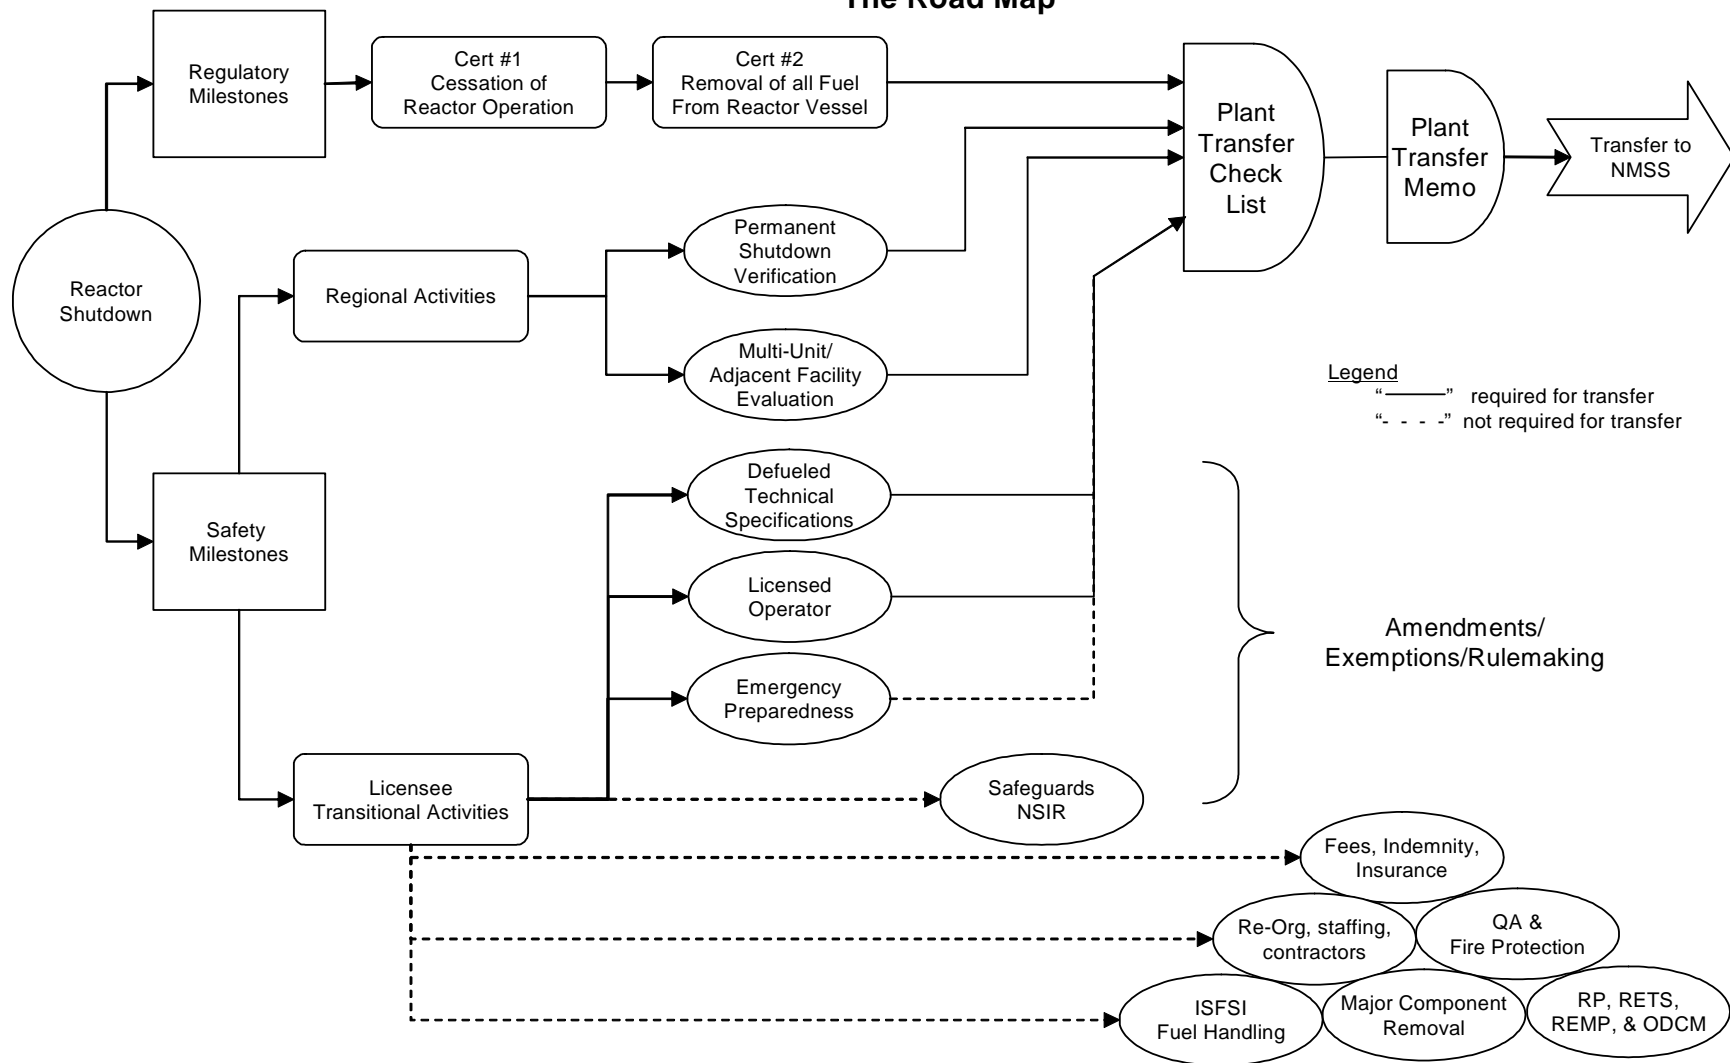 The Road Map
Regulatory
Milestones
Cert #1
Cessation of
Reactor Operation
Cert #2
Removal of all Fuel
From Reactor Vessel
Plant
Transfer
Check
List
Plant
Transfer
Memo
Transfer to
NMSS
Reactor
Shutdown
Regional Activities
Permanent
Shutdown
Verification
Multi-Unit/
Adjacent Facility
Evaluation
Legend
“———” required for transfer
“- - - -” not required for transfer
Safety
Milestones
Defueled
Technical
Specifications
Licensed
Operator
Emergency
Preparedness
Amendments/
Exemptions/Rulemaking
Licensee
Transitional Activities
Safeguards
NSIR
Fees, Indemnity,
Insurance
Re-Org, staffing,
contractors
QA &
Fire Protection
ISFSI
Fuel Handling
Major Component
Removal
RP, RETS,
REMP, & ODCM